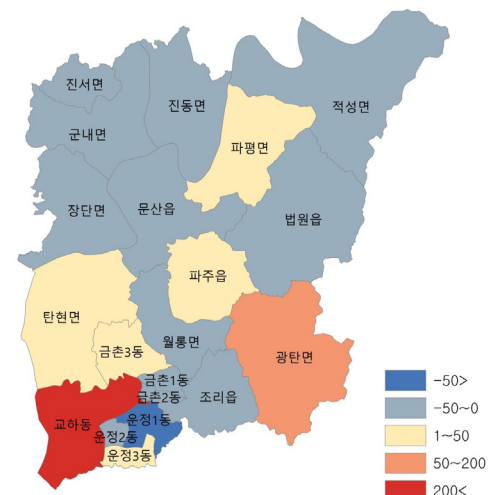 진서면
진동면
적성면
군내면
파평면
장단면
문산읍
법원읍
파주읍
탄현면
월롱면
금촌3동
광탄면
금촌1동
금촌2동
조리읍
교하동
운정1동
운정2동
운정3동
-50>
-50~0
1~50
50~200
200<